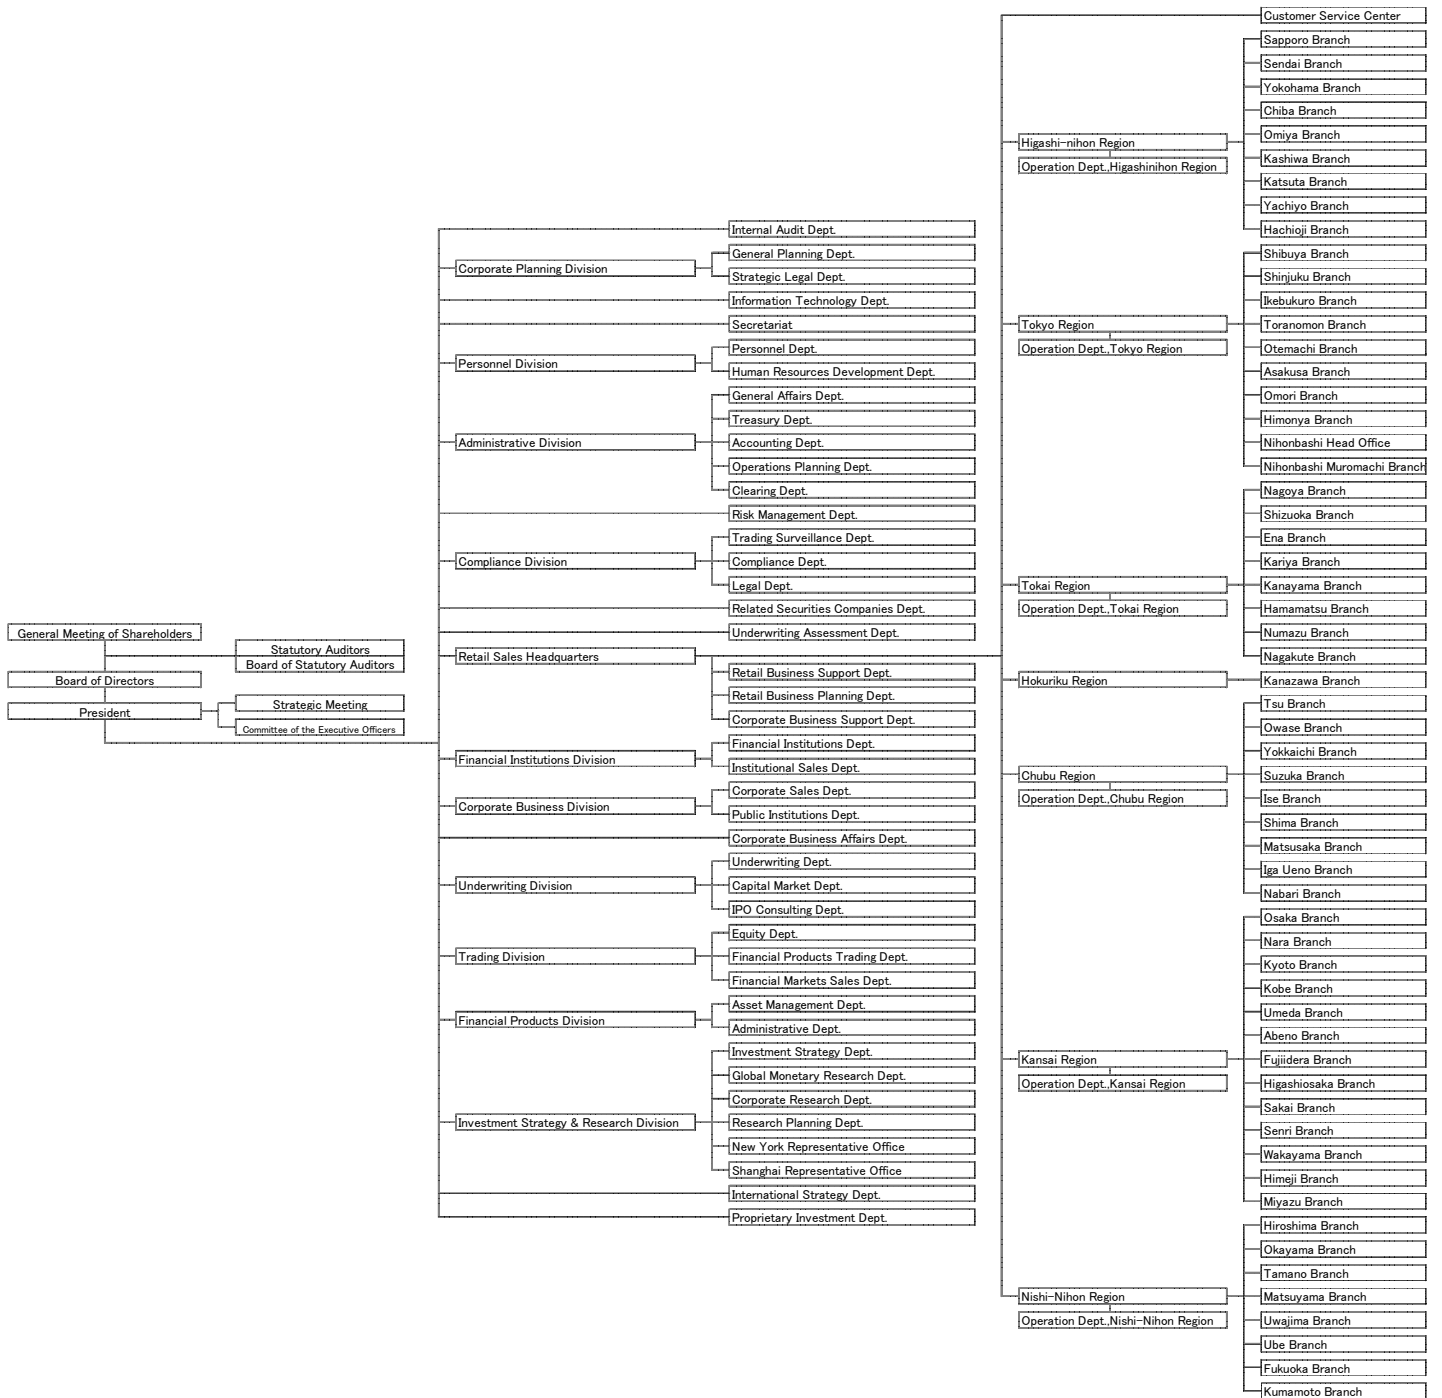 General Meeting of Shareholders
Statutory Auditors
Board of Statutory Auditors
Board of Directors
President
Strategic Meeting
Committee of the Executive Officers
Internal Audit Dept.
Corporate Planning Division
General Planning Dept.
Strategic Legal Dept.
Information Technology Dept.
Secretariat
Personnel Division
Personnel Dept.
Human Resources Development Dept.
Administrative Division
General Affairs Dept.
Treasury Dept.
Accounting Dept.
Operations Planning Dept.
Clearing Dept.
Risk Management Dept.
Compliance Division
Trading Surveillance Dept.
Compliance Dept.
Legal Dept.
Related Securities Companies Dept.
Underwriting Assessment Dept.
Retail Sales Headquarters
Retail Business Support Dept.
Retail Business Planning Dept.
Corporate Business Support Dept.
Financial Institutions Division
Financial Institutions Dept.
Institutional Sales Dept.
Corporate Business Division
Corporate Sales Dept.
Public Institutions Dept.
Corporate Business Affairs Dept.
Underwriting Division
Underwriting Dept.
Capital Market Dept.
IPO Consulting Dept.
Trading Division
Equity Dept.
Financial Products Trading Dept.
Financial Markets Sales Dept.
Financial Products Division
Asset Management Dept.
Administrative Dept.
Investment Strategy & Research Division
Investment Strategy Dept.
Global Monetary Research Dept.
Corporate Research Dept.
Research Planning Dept.
New York Representative Office
Shanghai Representative Office
International Strategy Dept.
Proprietary Investment Dept.
Customer Service Center
Higashi-nihon Region
Operation Dept.,Higashinihon Region
Sapporo Branch
Sendai Branch
Yokohama Branch
Chiba Branch
Omiya Branch
Kashiwa Branch
Katsuta Branch
Yachiyo Branch
Hachioji Branch
Tokyo Region
Operation Dept.,Tokyo Region
Shibuya Branch
Shinjuku Branch
Ikebukuro Branch
Toranomon Branch
Otemachi Branch
Asakusa Branch
Omori Branch
Himonya Branch
Nihonbashi Head Office
Nihonbashi Muromachi Branch
Tokai Region
Operation Dept.,Tokai Region
Nagoya Branch
Shizuoka Branch
Ena Branch
Kariya Branch
Kanayama Branch
Hamamatsu Branch
Numazu Branch
Nagakute Branch
Hokuriku Region
Kanazawa Branch
Chubu Region
Operation Dept.,Chubu Region
Tsu Branch
Owase Branch
Yokkaichi Branch
Suzuka Branch
Ise Branch
Shima Branch
Matsusaka Branch
Iga Ueno Branch
Nabari Branch
Kansai Region
Operation Dept.,Kansai Region
Osaka Branch
Nara Branch
Kyoto Branch
Kobe Branch
Umeda Branch
Abeno Branch
Fujiidera Branch
Higashiosaka Branch
Sakai Branch
Senri Branch
Wakayama Branch
Himeji Branch
Miyazu Branch
Nishi-Nihon Region
Operation Dept.,Nishi-Nihon Region
Hiroshima Branch
Okayama Branch
Tamano Branch
Matsuyama Branch
Uwajima Branch
Ube Branch
Fukuoka Branch
Kumamoto Branch